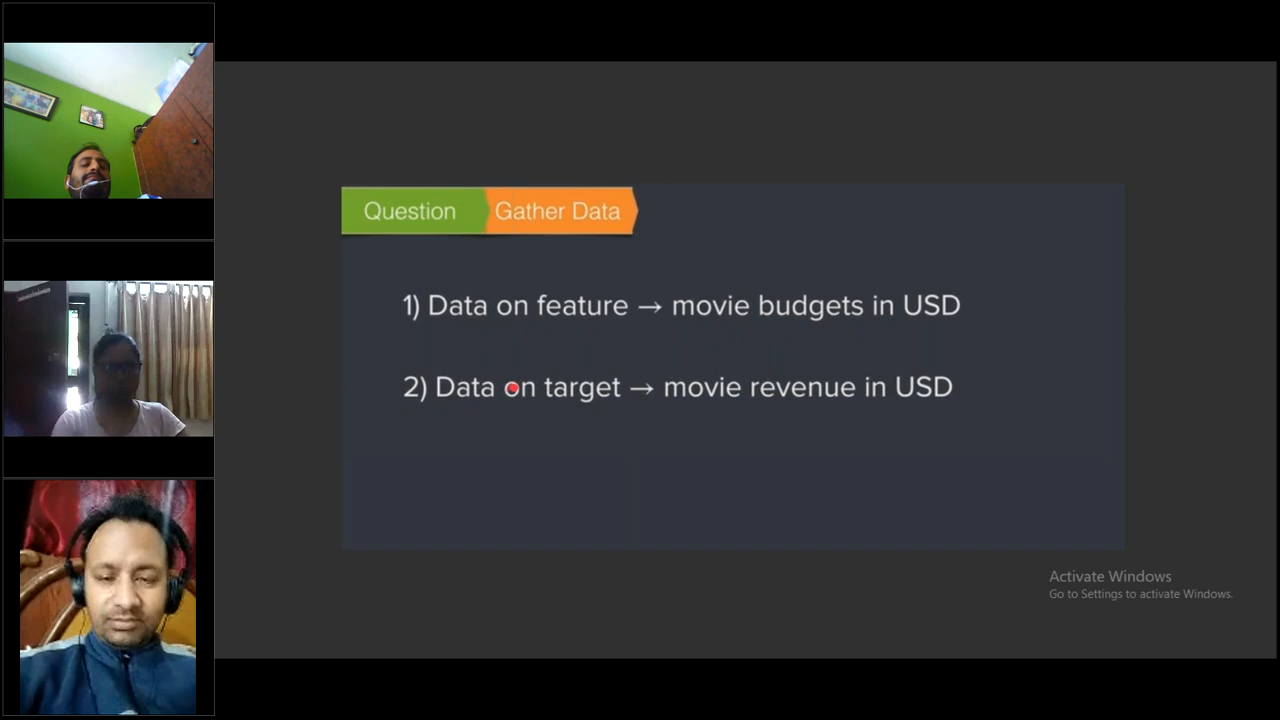 Question
Gather Data
1) Data on feature → movie budgets in USD
2) Data on target → movie revenue in USD
Activate Windows
Go to Settings to activate Windows.